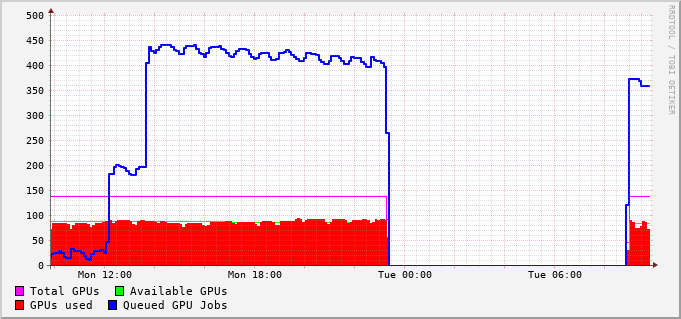 500
450
400
350
300
250
200
150
100
50
0
Mon 12:00 Mon 18:00 Tue 00:00 Tue 06:00
RRDTOOL / TOBI OETIKER
Total GPUs Available GPUs
GPUs used Queued GPU Jobs